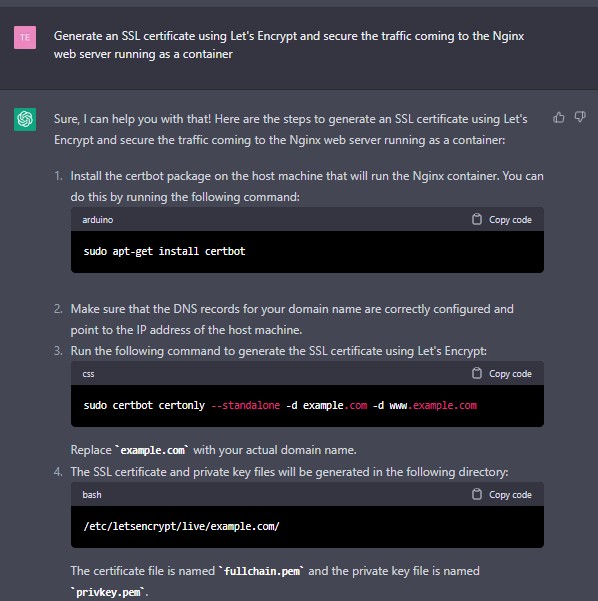 TE
Generate an SSL certificate using Let's Encrypt and secure the traffic coming to the Nginx
web server running as a container
Sure, I can help you with that! Here are the steps to generate an SSL certificate using Let's
Encrypt and secure the traffic coming to the Nginx web server running as a container:
1. Install the certbot package on the host machine that will run the Nginx container. You can
do this by running the following command:
arduino Copy code
sudo apt-get install certbot
2. Make sure that the DNS records for your domain name are correctly configured and
point to the IP address of the host machine.
3. Run the following command to generate the SSL certificate using Let's Encrypt:
css Copy code
sudo certbot certonly --standalone -d example.com -d www.example.com
Replace `example.com` with your actual domain name.
4. The SSL certificate and private key files will be generated in the following directory:
bash Copy code
/etc/letsencrypt/live/example.com/
The certificate file is named `fullchain.pem` and the private key file is named
`privkey.pem`.